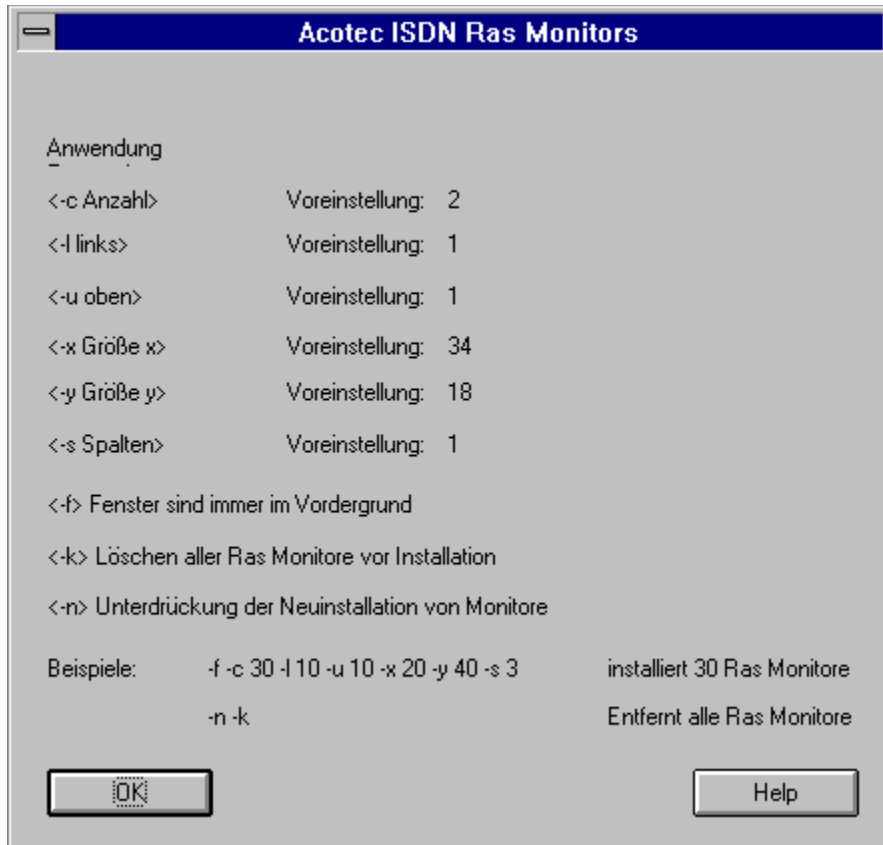 Acotec ISDN Ras Monitors
Anwendung
<-c Anzahl> Voreinstellung: 2
<-l links> Voreinstellung: 1
<-u oben> Voreinstellung: 1
<-x Größe x> Voreinstellung: 34
<-y Größe y> Voreinstellung: 18
<-s Spalten> Voreinstellung: 1
<-f> Fenster sind immer im Vordergrund
<-k> Löschen aller Ras Monitore vor Installation
<-n> Unterdrückung der Neuinstallation von Monitore
Beispiele: -f -c 30 -l 10 -u 10 -x 20 -y 40 -s 3 installiert 30 Ras Monitore
-n -k Entfernt alle Ras Monitore
OK Help